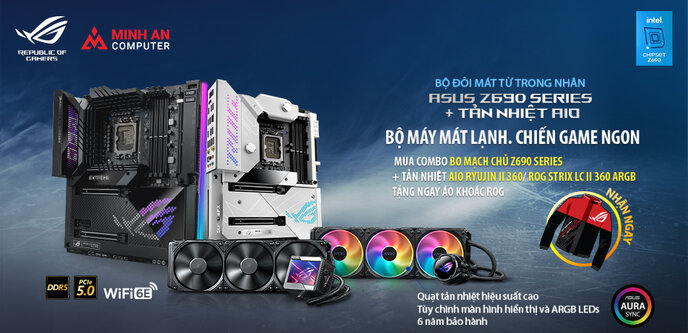 REPUBLIC OF
GAMERS
MINH AN
COMPUTER
intel
CHIPSET
Z690
BỘ ĐÔI MÁT TỪ TRONG NHÂN
ASUS Z690 SERIES
+ TẢN NHIỆT AIO
BỘ MÁY MÁT LẠNH. CHIẾN GAME NGON
MUA COMBO BO MẠCH CHỦ Z690 SERIES
+ TẢN NHIỆT AIO RYUJIN II 360/ ROG STRIX LC II 360 ARGB
TẶNG NGAY ÁO KHOÁC ROG
NHẬN NGAY
EXTREME
DDR5
PCIe
5.0
WiFi 6E
Quạt tản nhiệt hiệu suất cao
Tùy chỉnh màn hình hiển thị và ARGB LEDs
6 năm bảo hành
ASUS
AURA
SYNC